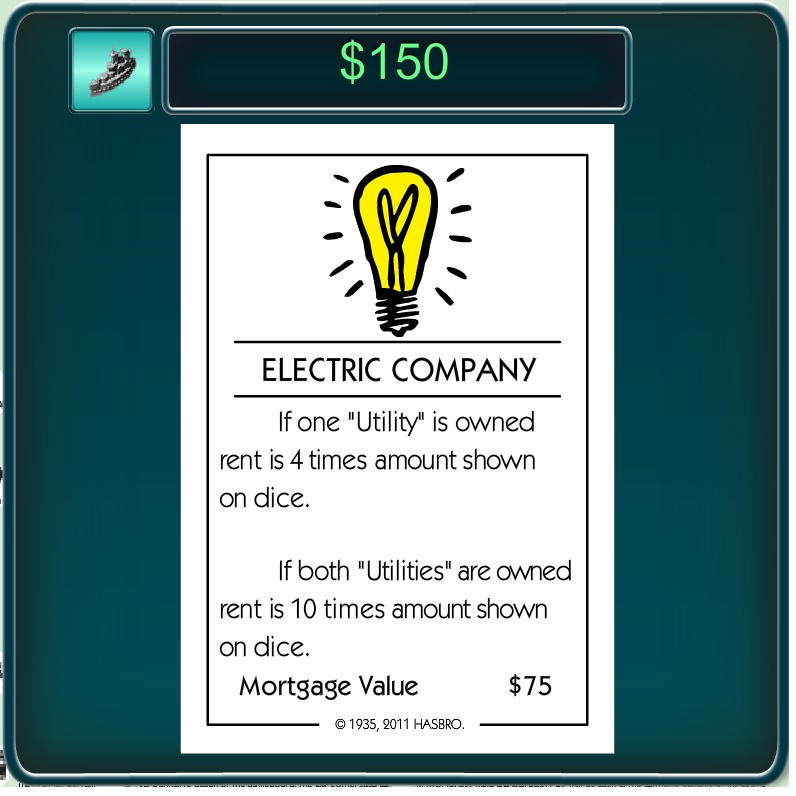 $150
ELECTRIC COMPANY
If one "Utility" is owned
rent is 4 times amount shown
on dice.
If both "Utilities" are owned
rent is 10 times amount shown
on dice.
Mortgage Value $75
© 1935, 2011 HASBRO.